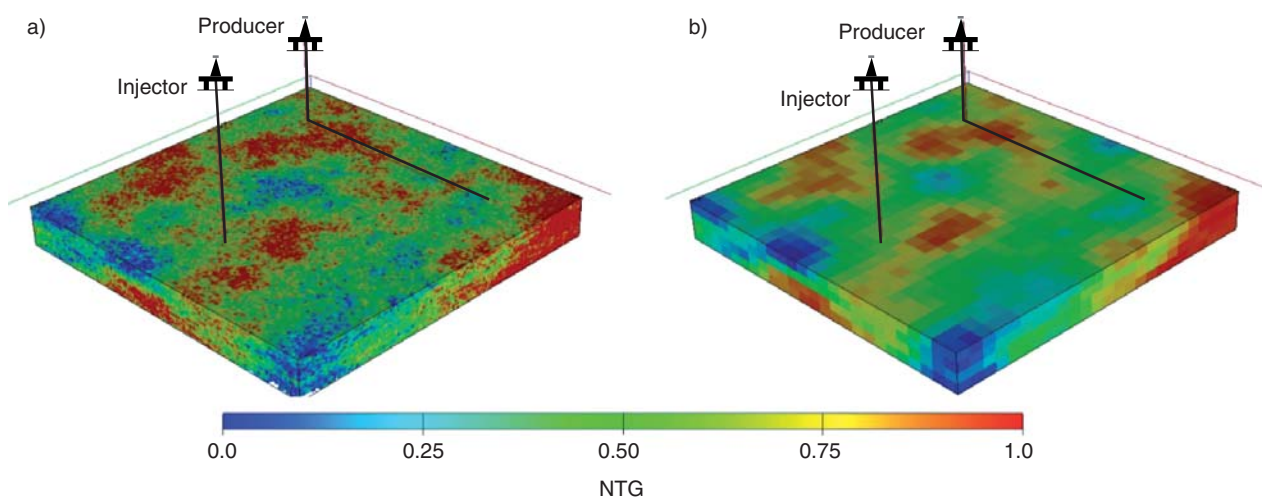 a)
Producer
Injector
b)
Producer
Injector
0.0 0.25 0.50 0.75 1.0
NTG